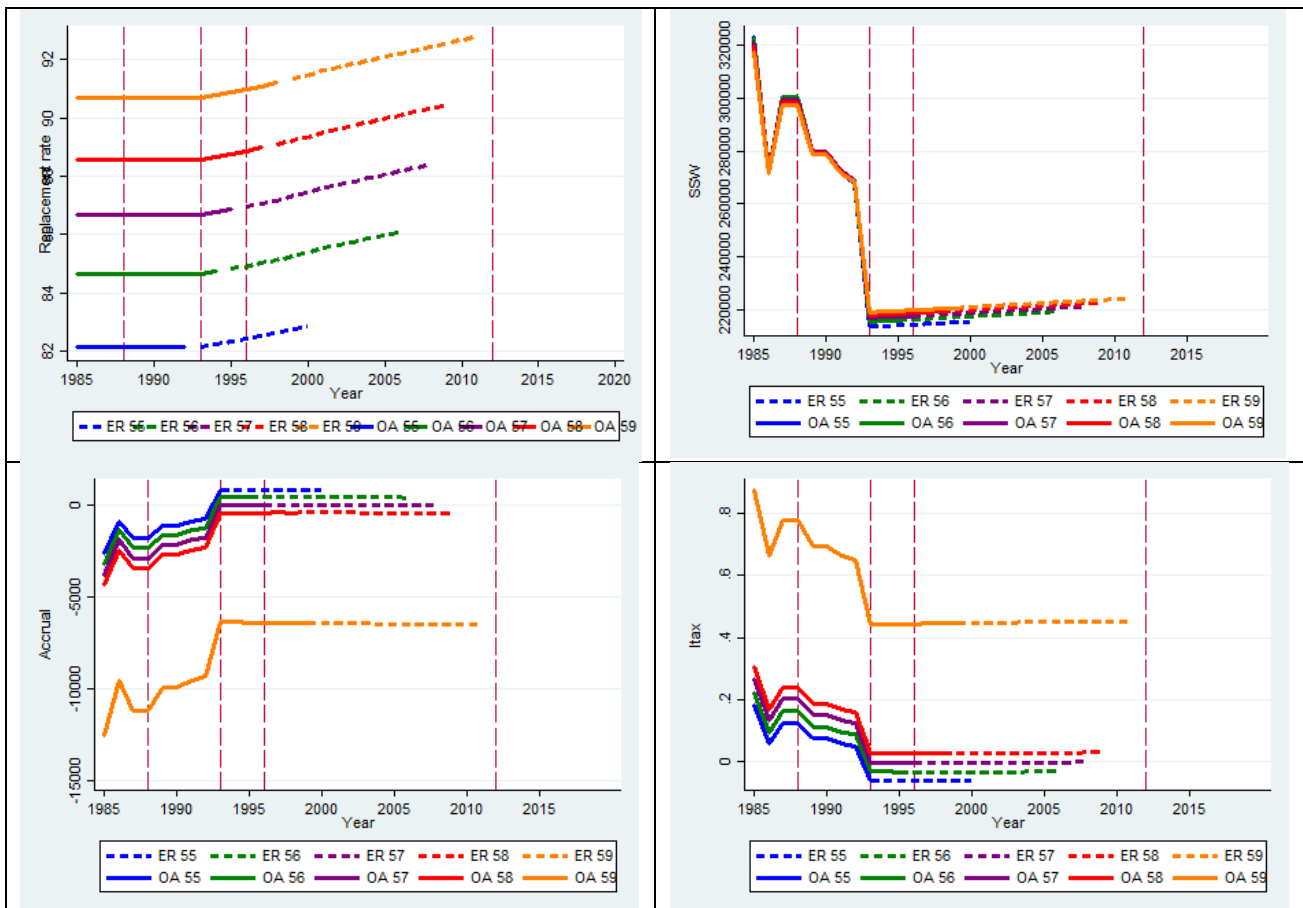 92
90
84
82
Replacement rate
1985 1990 1995 2000 2005 2010 2015 2020
Year
ER 55 ER 56 ER 57 ER 58 ER 59 OA 55 OA 56 OA 57 OA 58 OA 59
320000
300000
280000
260000
240000
220000
SSW
1985 1990 1995 2000 2005 2010 2015
Year
ER 55 ER 56 ER 57 ER 58 ER 59
OA 55 OA 56 OA 57 OA 58 OA 59
0
-5000
-10000
-15000
Accrual
1985 1990 1995 2000 2005 2010 2015
Year
ER 55 ER 56 ER 57 ER 58 ER 59
OA 55 OA 56 OA 57 OA 58 OA 59
.8
.6
.4
.2
0
Itax
1985 1990 1995 2000 2005 2010 2015
Year
ER 55 ER 56 ER 57 ER 58 ER 59
OA 55 OA 56 OA 57 OA 58 OA 59